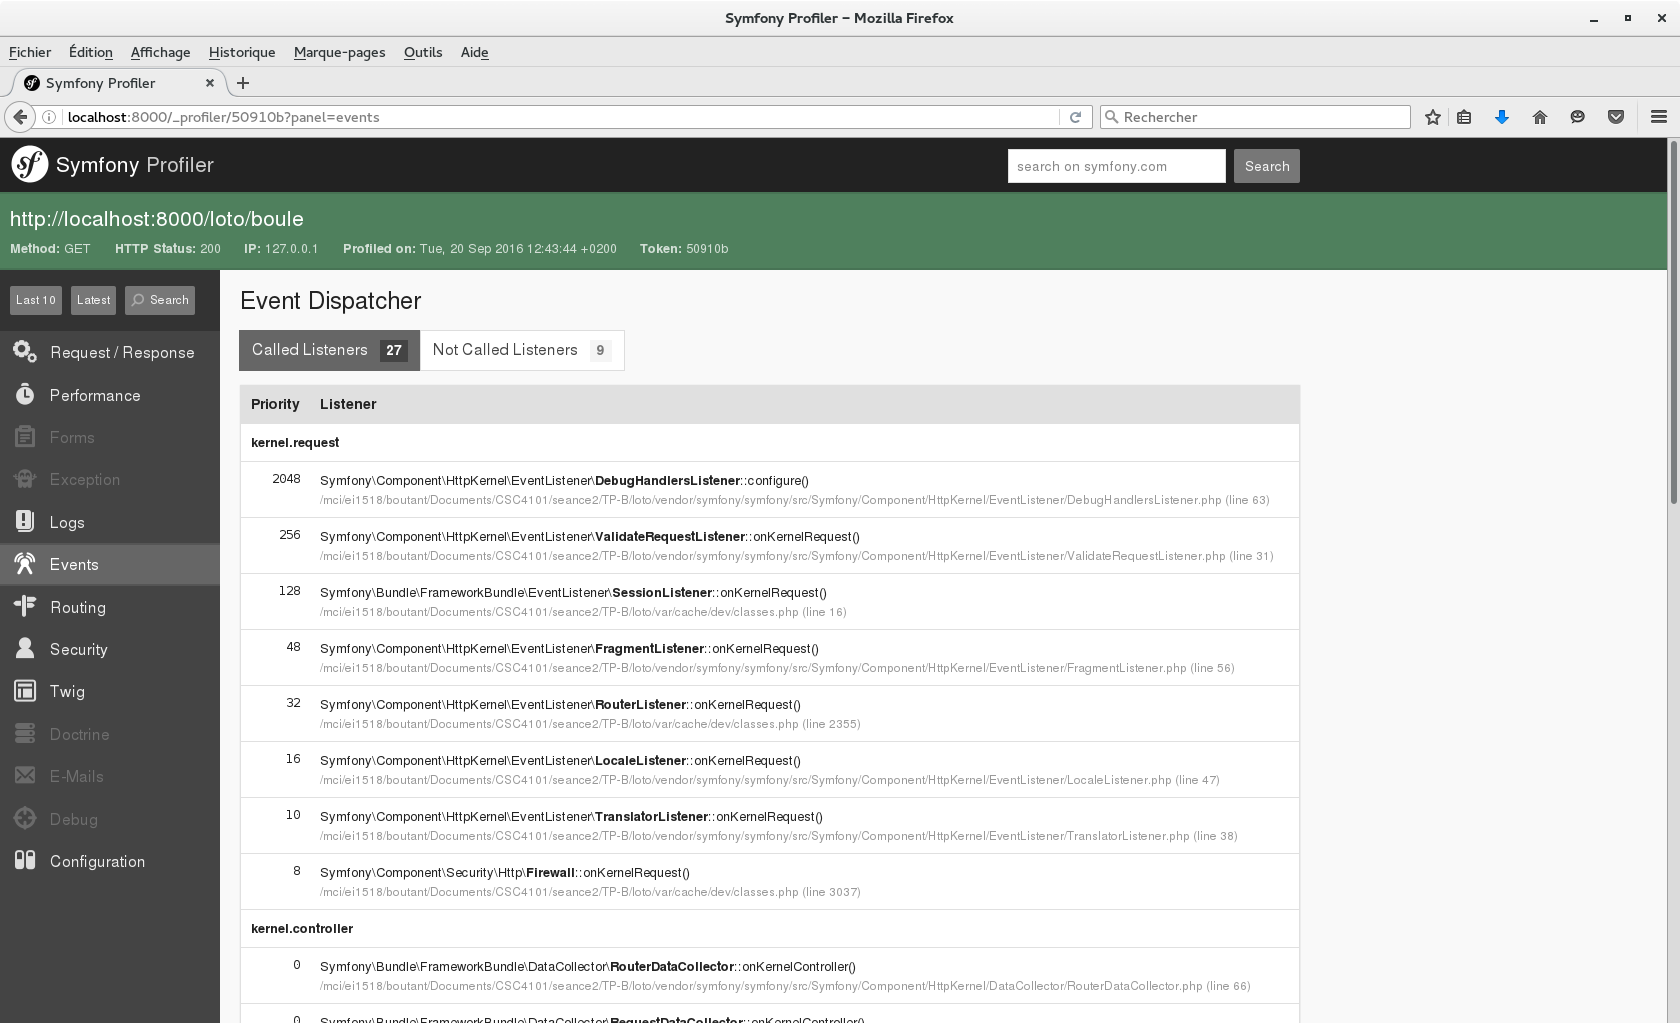 Symfony Profiler – Mozilla Firefox
Fichier Édition Affichage Historique Marque-pages Outils Aide
Symfony Profiler
localhost:8000/_profiler/50910b?panel=events
Rechercher
sf Symfony Profiler
search on symfony.com
Search
http://localhost:8000/loto/boule
Method: GET HTTP Status: 200 IP: 127.0.0.1 Profiled on: Tue, 20 Sep 2016 12:43:44 +0200 Token: 50910b
Last 10 Latest Search
Request / Response
Performance
Forms
Exception
Logs
Events
Routing
Security
Twig
Doctrine
E-Mails
Debug
Configuration
Event Dispatcher
Called Listeners 27 Not Called Listeners 9
Priority Listener
kernel.request
2048 Symfony\Component\HttpKernel\EventListener\DebugHandlersListener::configure()
/mci/ei1518/boutant/Documents/CSC4101/seance2/TP-B/loto/vendor/symfony/symfony/src/Symfony/Component/HttpKernel/EventListener/DebugHandlersListener.php (line 63)
256 Symfony\Component\HttpKernel\EventListener\ValidateRequestListener::onKernelRequest()
/mci/ei1518/boutant/Documents/CSC4101/seance2/TP-B/loto/vendor/symfony/symfony/src/Symfony/Component/HttpKernel/EventListener/ValidateRequestListener.php (line 31)
128 Symfony\Bundle\FrameworkBundle\EventListener\SessionListener::onKernelRequest()
/mci/ei1518/boutant/Documents/CSC4101/seance2/TP-B/loto/var/cache/dev/classes.php (line 16)
48 Symfony\Component\HttpKernel\EventListener\FragmentListener::onKernelRequest()
/mci/ei1518/boutant/Documents/CSC4101/seance2/TP-B/loto/vendor/symfony/symfony/src/Symfony/Component/HttpKernel/EventListener/FragmentListener.php (line 56)
32 Symfony\Component\HttpKernel\EventListener\RouterListener::onKernelRequest()
/mci/ei1518/boutant/Documents/CSC4101/seance2/TP-B/loto/var/cache/dev/classes.php (line 2355)
16 Symfony\Component\HttpKernel\EventListener\LocaleListener::onKernelRequest()
/mci/ei1518/boutant/Documents/CSC4101/seance2/TP-B/loto/vendor/symfony/symfony/src/Symfony/Component/HttpKernel/EventListener/LocaleListener.php (line 47)
10 Symfony\Component\HttpKernel\EventListener\TranslatorListener::onKernelRequest()
/mci/ei1518/boutant/Documents/CSC4101/seance2/TP-B/loto/vendor/symfony/symfony/src/Symfony/Component/HttpKernel/EventListener/TranslatorListener.php (line 38)
8 Symfony\Component\Security\Http\Firewall::onKernelRequest()
/mci/ei1518/boutant/Documents/CSC4101/seance2/TP-B/loto/var/cache/dev/classes.php (line 3037)
kernel.controller
0 Symfony\Bundle\FrameworkBundle\DataCollector\RouterDataCollector::onKernelController()
/mci/ei1518/boutant/Documents/CSC4101/seance2/TP-B/loto/vendor/symfony/symfony/src/Symfony/Component/HttpKernel/DataCollector/RouterDataCollector.php (line 66)
0 Symfony\Bundle\FrameworkBundle\DataCollector\RequestDataCollector::onKernelController()